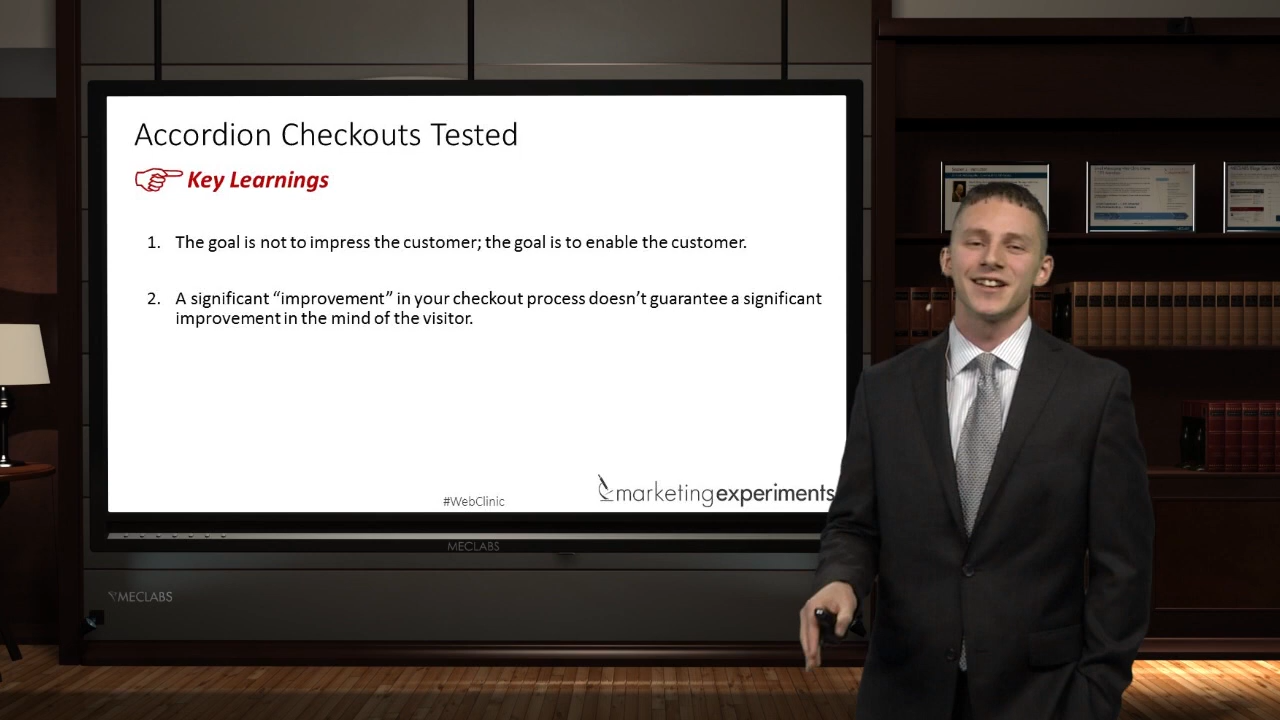 Accordion Checkouts Tested
Key Learnings
1. The goal is not to impress the customer; the goal is to enable the customer.
2. A significant “improvement” in your checkout process doesn’t guarantee a significant
improvement in the mind of the visitor.
#WebClinic
marketingexperiments
MECLABS
MECLABS